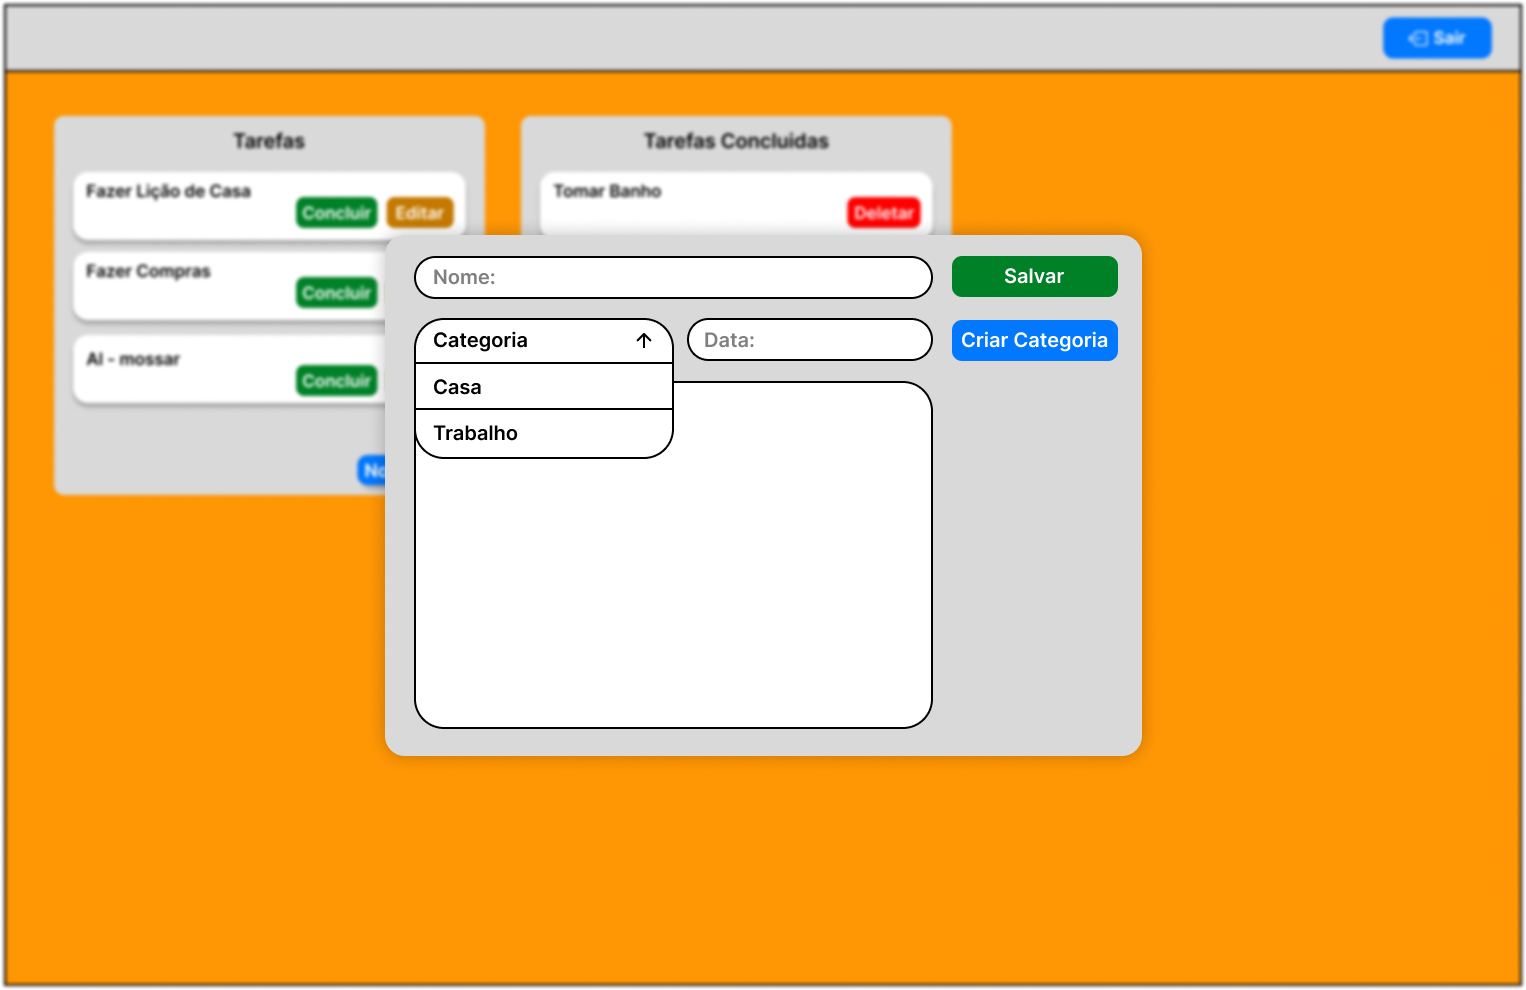 Sair
Tarefas
Fazer Lição de Casa
Concluir Editar
Fazer Compras
Concluir
Al - mossar
Concluir
Tarefas Concluidas
Tomar Banho
Deletar
Nome:
Salvar
Categoria
Data:
Criar Categoria
Casa
Trabalho